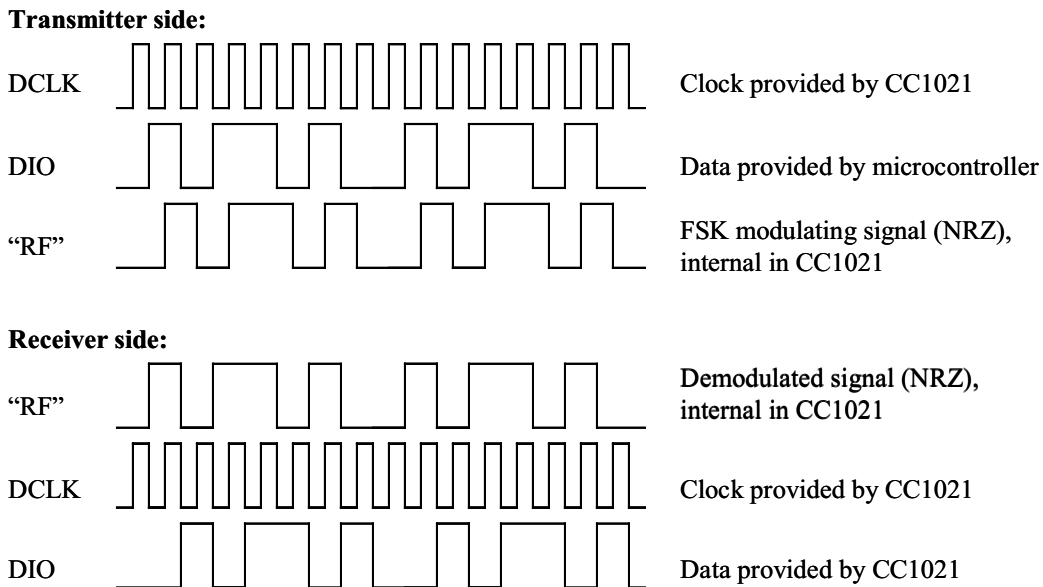 Transmitter side:
DCLK
Clock provided by CC1021
DIO
Data provided by microcontroller
“RF”
FSK modulating signal (NRZ),
internal in CC1021
Receiver side:
“RF”
Demodulated signal (NRZ),
internal in CC1021
DCLK
Clock provided by CC1021
DIO
Data provided by CC1021